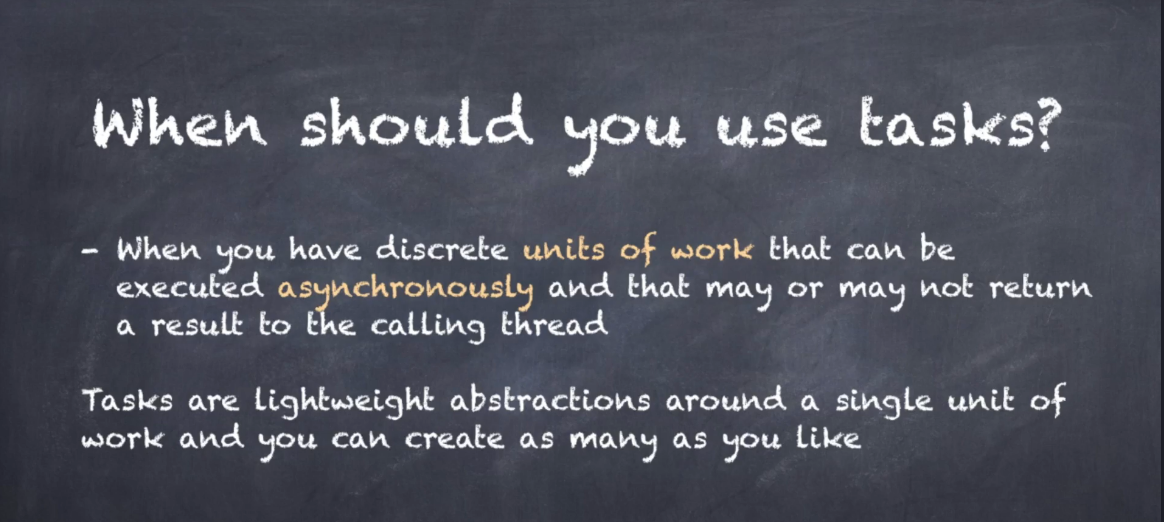 When should you use tasks?
- When you have discrete units of work that can be
executed asynchronously and that may or may not return
a result to the calling thread
Tasks are lightweight abstractions around a single unit of
work and you can create as many as you like